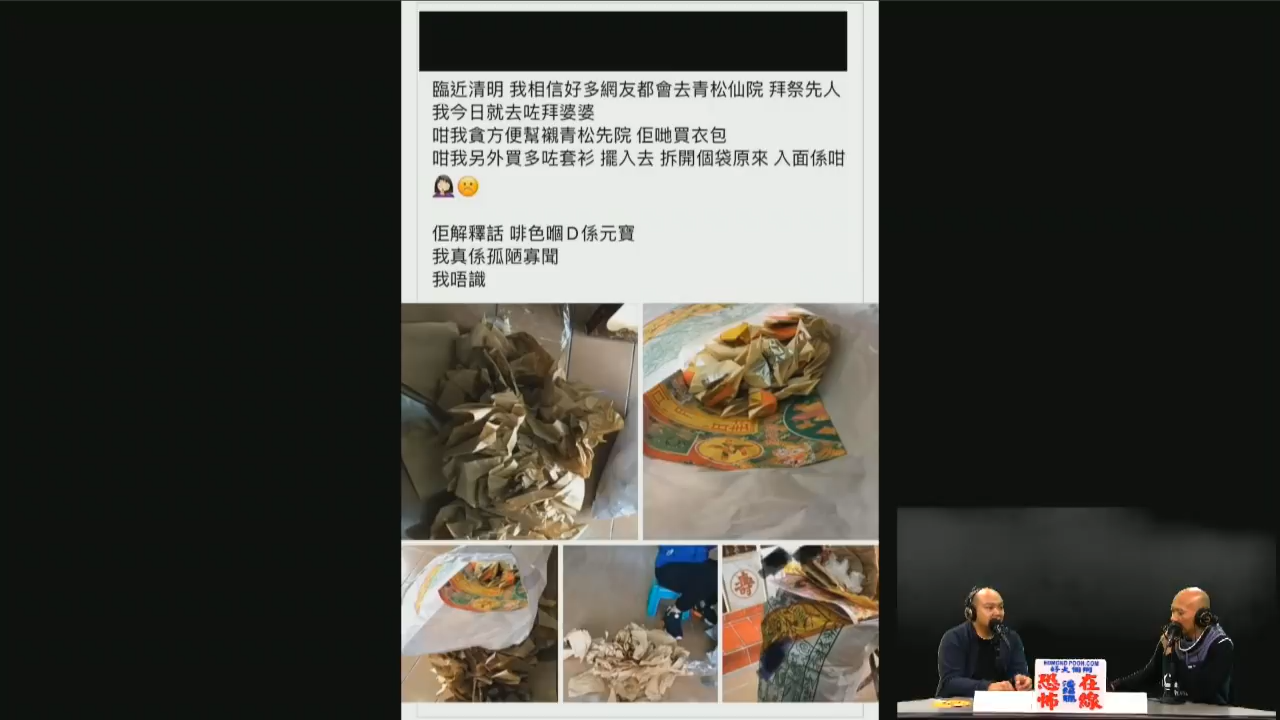 臨近清明 我相信好多網友都會去青松仙院 拜祭先人
我今日就去咗拜婆婆
咁我貪方便幫襯青松先院 佢哋買衣包
咁我另外買多咗套衫 擺入去 拆開個袋原來 入面係咁
佢解釋話 啡色嗰D係元寶
我真係孤陋寡聞
我唔識
壽
恐怖
在線